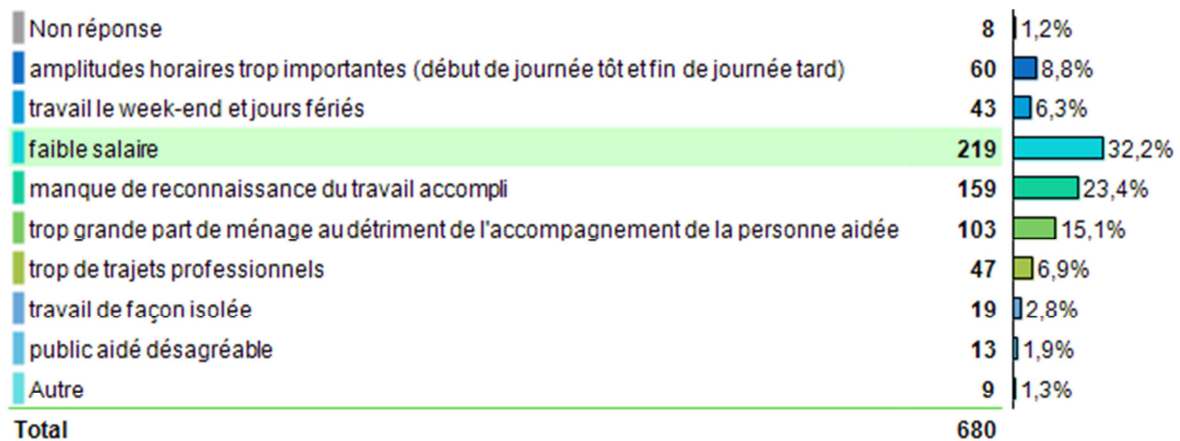 Non réponse 8 1,2%
amplitudes horaires trop importantes (début de journée tôt et fin de journée tard) 60 8,8%
travail le week-end et jours fériés 43 6,3%
faible salaire 219 32,2%
manque de reconnaissance du travail accompli 159 23,4%
trop grande part de ménage au détriment de l'accompagnement de la personne aidée 103 15,1%
trop de trajets professionnels 47 6,9%
travail de façon isolée 19 2,8%
public aidé désagréable 13 1,9%
Autre 9 1,3%
Total 680